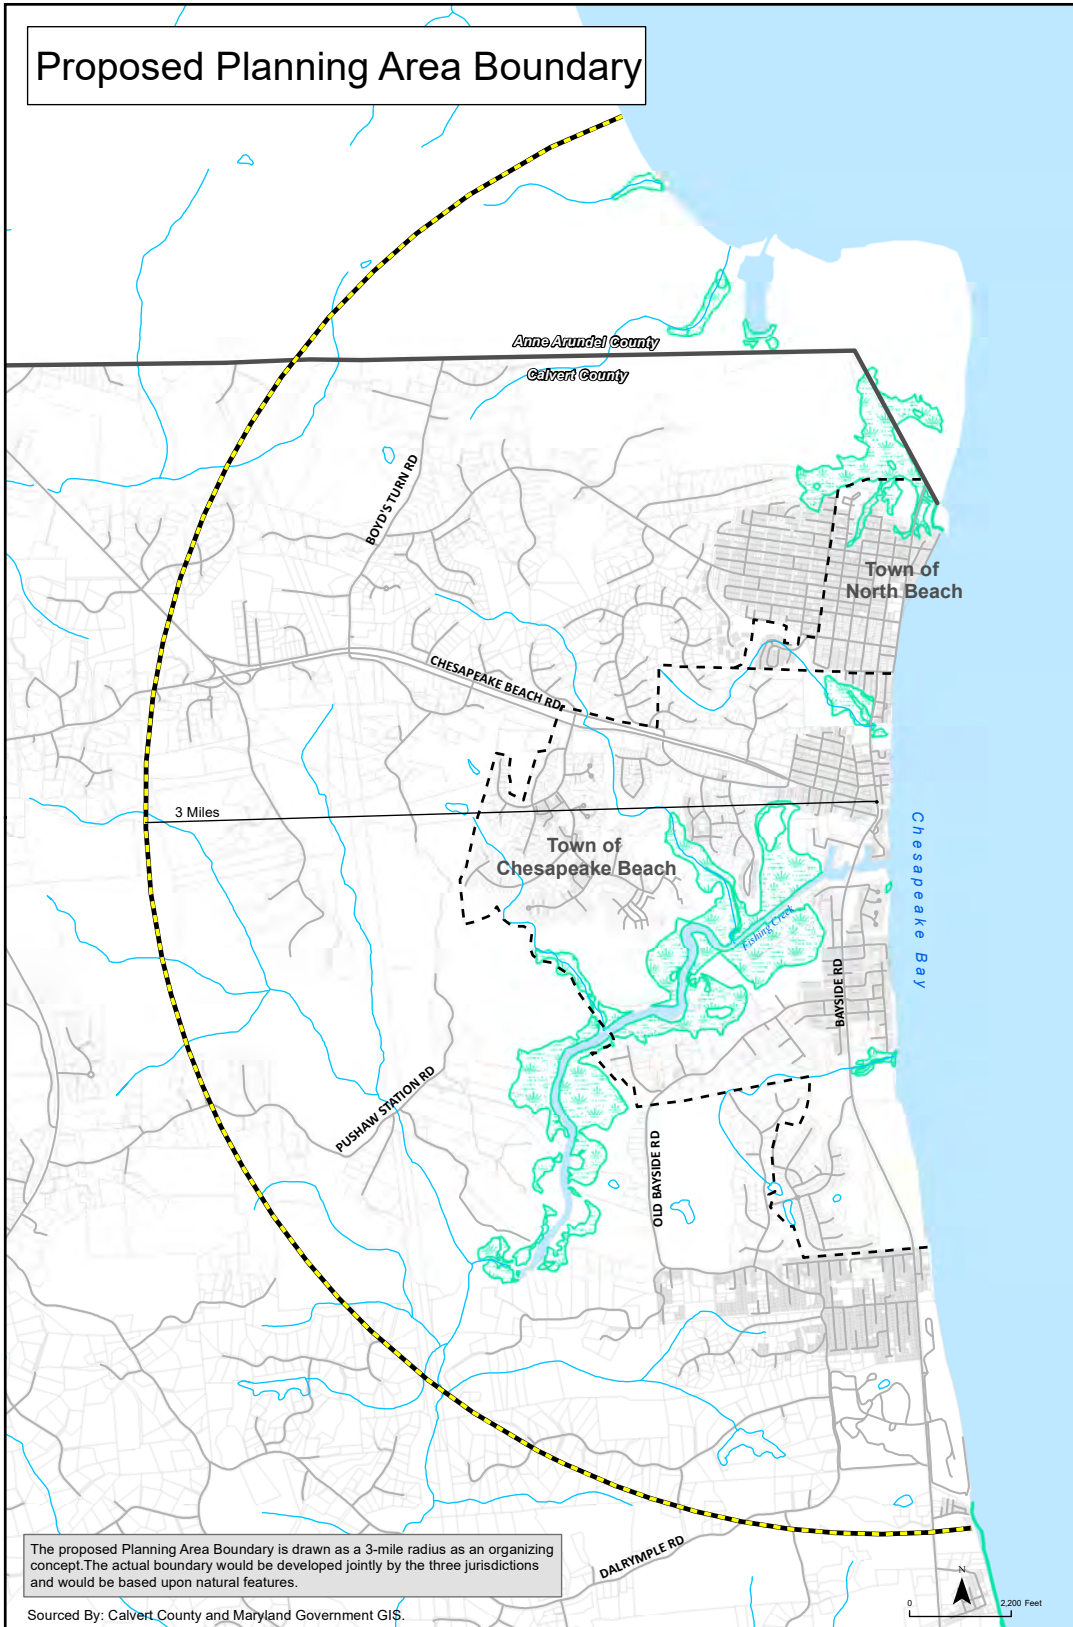 Proposed Planning Area Boundary
Anne Arundel County
Calvert County
BOYD'S TURN RD
Town of
North Beach
CHESAPEAKE BEACH RD
3 Miles
Town of
Chesapeake Beach
Chesapeake Bay
Fishing Creek
BAYSIDE RD
PUSHAW STATION RD
OLD BAYSIDE RD
The proposed Planning Area Boundary is drawn as a 3-mile radius as an organizing
concept.The actual boundary would be developed jointly by the three jurisdictions
and would be based upon natural features.
DALRYMPLE RD
N
0
2,200 Feet
Sourced By: Calvert County and Maryland Government GIS.